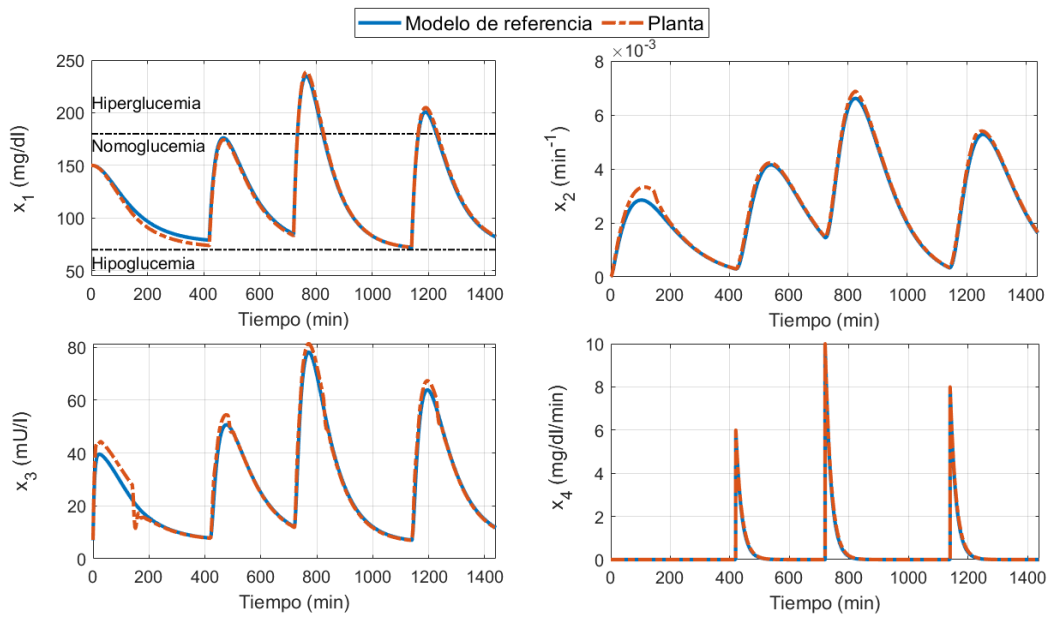 Modelo de referencia Planta
250
200
150
100
50
Hiperglucemia
Nomoglucemia
Hipoglucemia
x1 (mg/dl)
0 200 400 600 800 1000 1200 1400
Tiempo (min)
×10-3
8
6
4
2
0
x2 (min-1)
0 200 400 600 800 1000 1200 1400
Tiempo (min)
80
60
40
20
0
x3 (mU/l)
0 200 400 600 800 1000 1200 1400
Tiempo (min)
10
8
6
4
2
0
x4 (mg/dl/min)
0 200 400 600 800 1000 1200 1400
Tiempo (min)